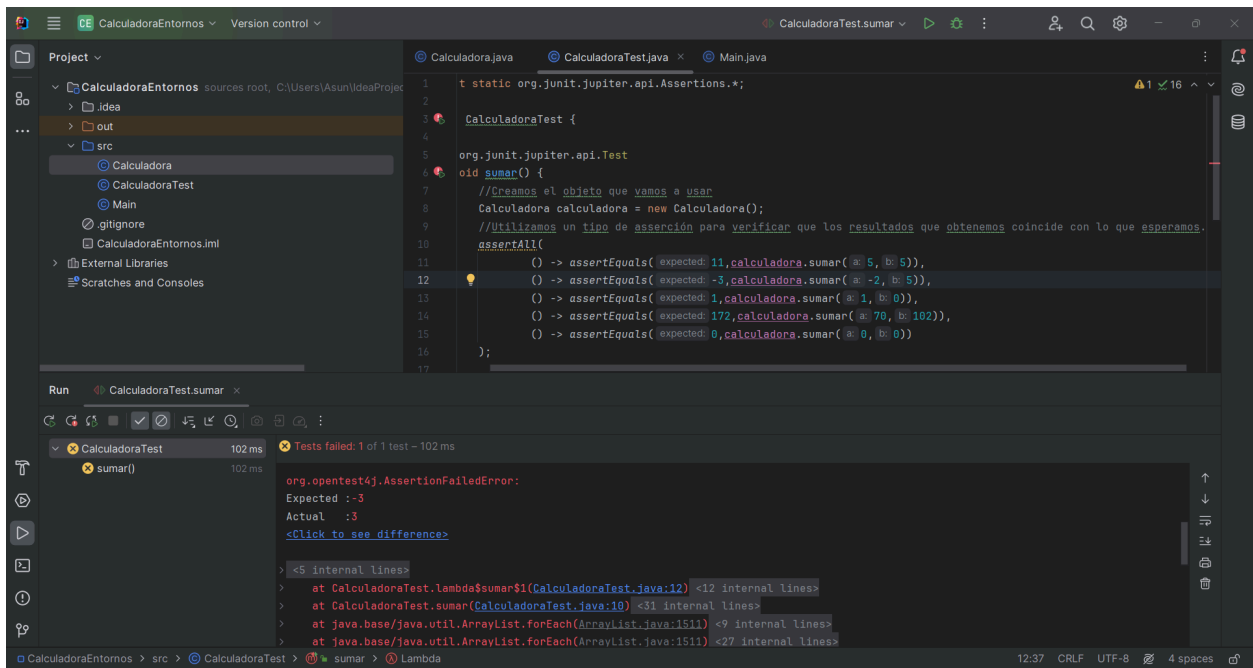 CE CalculadoraEntornos Version control CalculadoraTest.sumar
Project
CalculadoraEntornos sources root, C:\Users\Asun\IdeaProjec
.idea
out
src
Calculadora
CalculadoraTest
Main
.gitignore
CalculadoraEntornos.iml
External Libraries
Scratches and Consoles
Calculadora.java CalculadoraTest.java Main.java
1 t static org.junit.jupiter.api.Assertions.*; 1 16
2
3 CalculadoraTest {
4
5 org.junit.jupiter.api.Test
6 oid sumar() {
7 //Creamos el objeto que vamos a usar
8 Calculadora calculadora = new Calculadora();
9 //Utilizamos un tipo de asserción para verificar que los resultados que obtenemos coincide con lo que esperamos.
10 assertAll(
11 () -> assertEquals( expected: 11,calculadora.sumar( a: 5, b: 5)),
12 () -> assertEquals( expected: -3,calculadora.sumar( a: -2, b: 5)),
13 () -> assertEquals( expected: 1,calculadora.sumar( a: 1, b: 0)),
14 () -> assertEquals( expected: 172,calculadora.sumar( a: 70, b: 102)),
15 () -> assertEquals( expected: 0,calculadora.sumar( a: 0, b: 0))
16 );
17
Run CalculadoraTest.sumar
CalculadoraTest 102 ms
sumar() 102 ms
Tests failed: 1 of 1 test – 102 ms
org.opentest4j.AssertionFailedError:
Expected :-3
Actual :3
<Click to see difference>
<5 internal lines>
at CalculadoraTest.lambda$sumar$1(CalculadoraTest.java:12) <12 internal lines>
at CalculadoraTest.sumar(CalculadoraTest.java:10) <31 internal lines>
at java.base/java.util.ArrayList.forEach(ArrayList.java:1511) <9 internal lines>
at java.base/java.util.ArrayList.forEach(ArrayList.java:1511) <27 internal lines>
CalculadoraEntornos > src > CalculadoraTest > sumar > Lambda 12:37 CRLF UTF-8 4 spaces